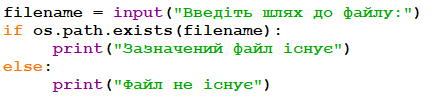 filename = input("Введіть шлях до файлу:")
if os.path.exists(filename):
    print("Зазначений файл існує")
else:
    print("Файл не існує")